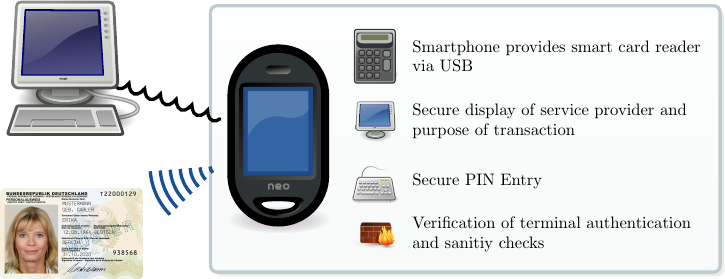 Smartphone provides smart card reader
via USB
Secure display of service provider and
purpose of transaction
neo
Secure PIN Entry
Verification of terminal authentication
and sanitiy checks
BUNDESREPUBLIK DEUTSCHLAND T22000129
PERSONALAUSWEIS
MUSTERMANN
GEB. GABLER
ERIKA
12.08.1964 DEUTSCH
BERLIN
31.10.2020 938568